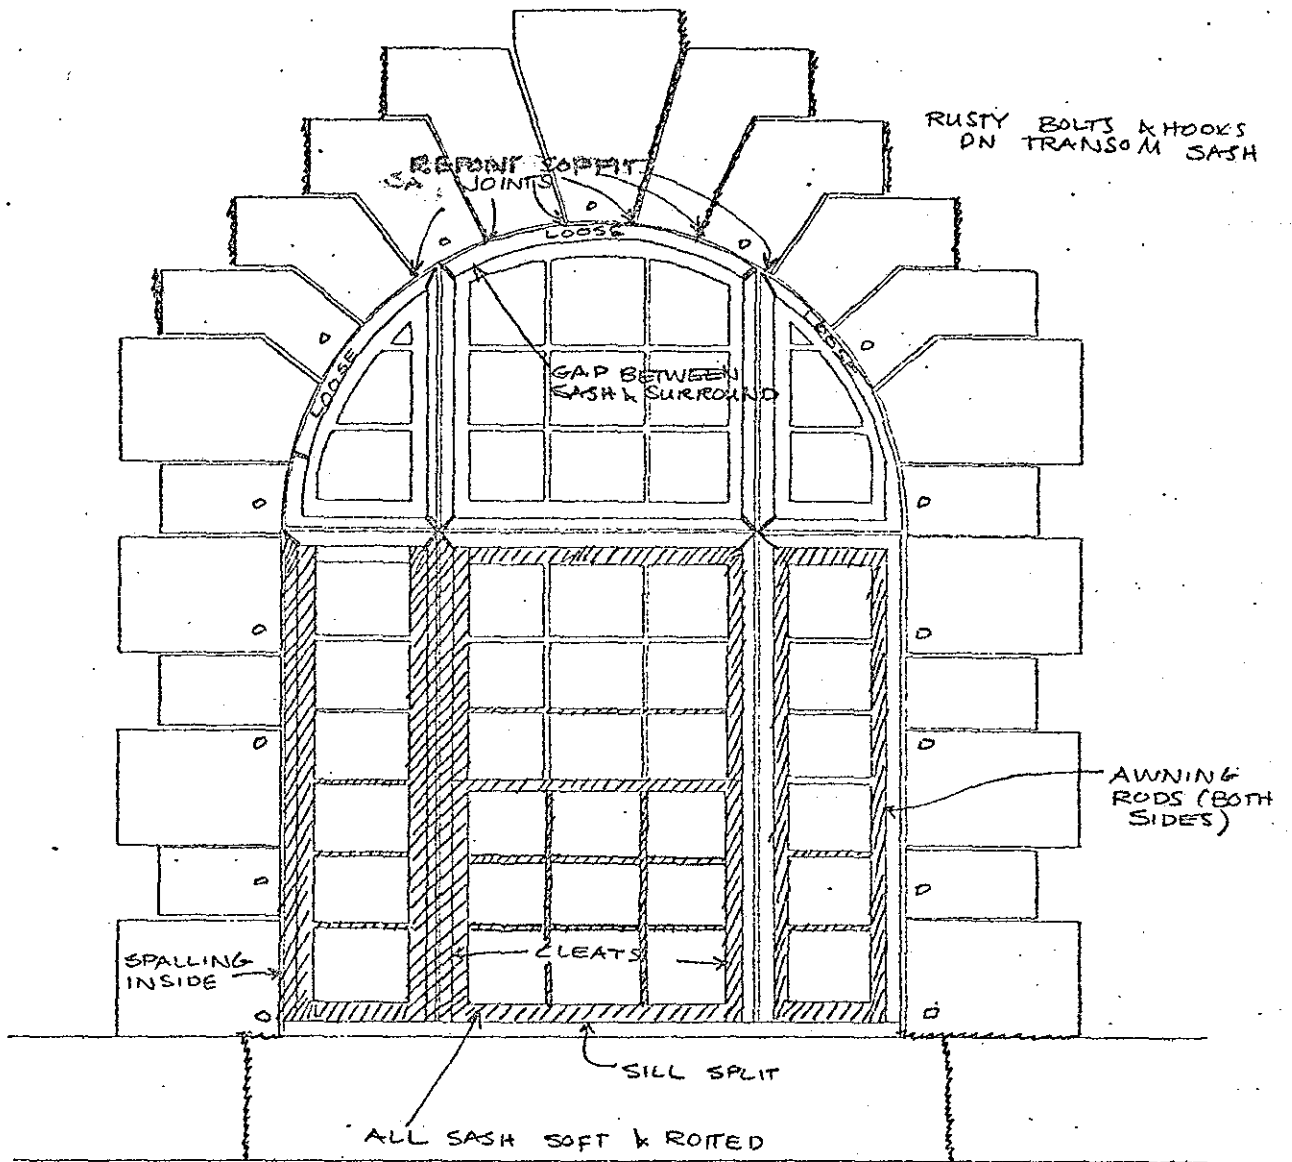 RUSTY BOLTS & HOOKS
ON TRANSOM SASH
REPOINT SOFFIT
JOINTS
LOOSE
LOOSE
LOOSE
GAP BETWEEN
SASH & SURROUND
AWNING
RODS (BOTH
SIDES)
SPALLING
INSIDE
CLEATS
SILL SPLIT
ALL SASH SOFT & ROTTED